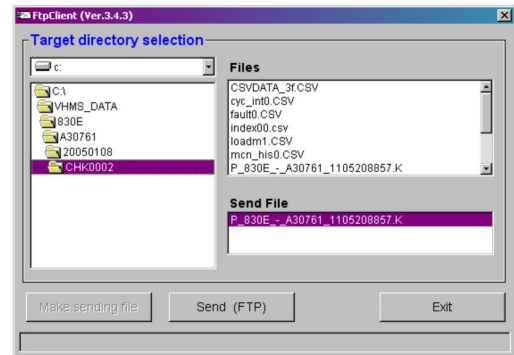 FtpClient (Ver.3.4.3)
Target directory selection
c:
C:\
VHMS_DATA
830E
A30761
20050108
CHK0002
Files
CSVDATA_3f.CSV
cyc_int0.CSV
fault0.CSV
index00.csv
loadm1.CSV
mcn_his0.CSV
P_830E_-_A30761_1105208857.K
Send File
P_830E_-_A30761_1105208857.K
Make sending file
Send (FTP)
Exit